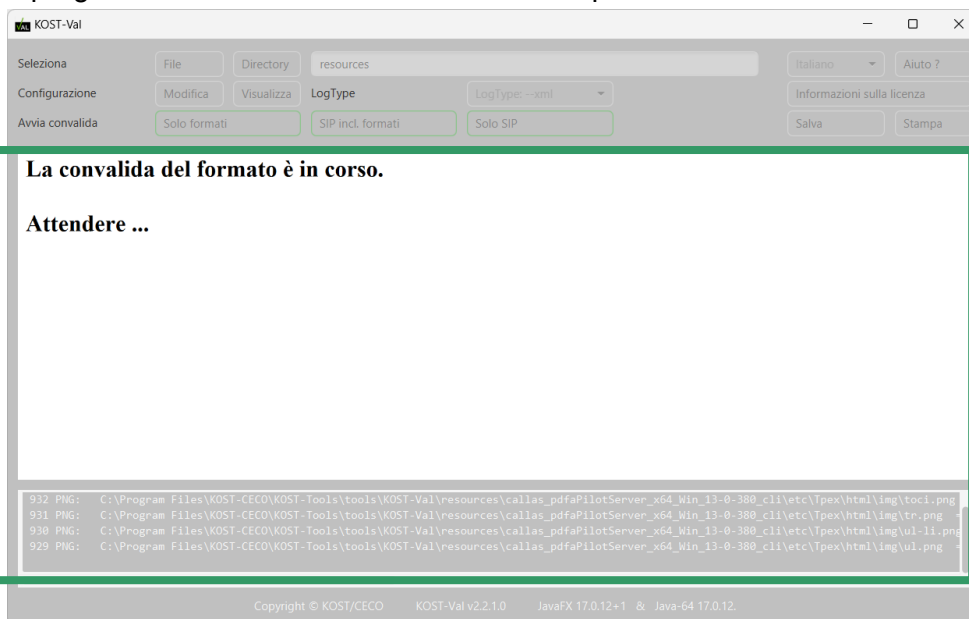 KOST-Val
Seleziona File Directory resources Italiano Aiuto ?
Configurazione Modifica Visualizza LogType LogType: --xml Informazioni sulla licenza
Avvia convalida Solo formati SIP incl. formati Solo SIP Salva Stampa
La convalida del formato è in corso.
Attendere ...
932 PNG: C:\Program Files\KOST-CECO\KOST-Tools\tools\KOST-Val\resources\callas_pdfaPilotServer_x64_Win_13-0-380_cli\etc\Tpex\html\img\toci.png
931 PNG: C:\Program Files\KOST-CECO\KOST-Tools\tools\KOST-Val\resources\callas_pdfaPilotServer_x64_Win_13-0-380_cli\etc\Tpex\html\img\tr.png
930 PNG: C:\Program Files\KOST-CECO\KOST-Tools\tools\KOST-Val\resources\callas_pdfaPilotServer_x64_Win_13-0-380_cli\etc\Tpex\html\img\ul-li.png
929 PNG: C:\Program Files\KOST-CECO\KOST-Tools\tools\KOST-Val\resources\callas_pdfaPilotServer_x64_Win_13-0-380_cli\etc\Tpex\html\img\ul.png
Copyright © KOST/CECO KOST-Val v2.2.1.0 JavaFX 17.0.12+1 & Java-64 17.0.12.